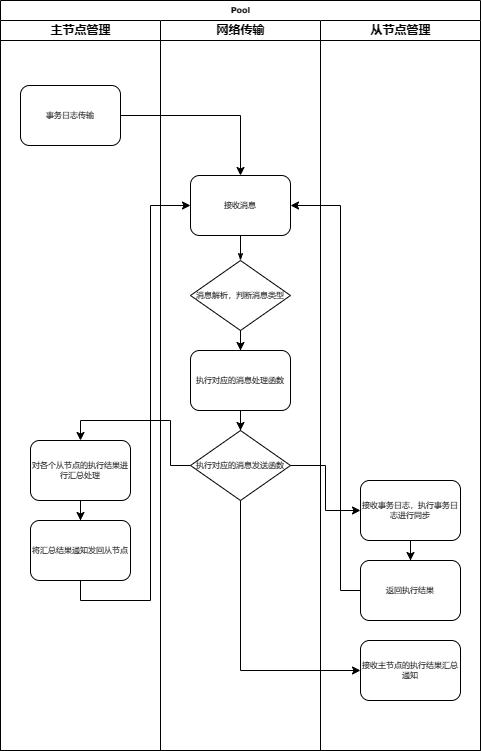 Pool
主节点管理
网络传输
从节点管理
事务日志传输
接收消息
消息解析，判断消息类型
执行对应的消息处理函数
执行对应的消息发送函数
对各个从节点的执行结果进
行汇总处理
将汇总结果通知发回从节点
接收事务日志，执行事务日
志进行同步
返回执行结果
接收主节点的执行结果汇总
通知